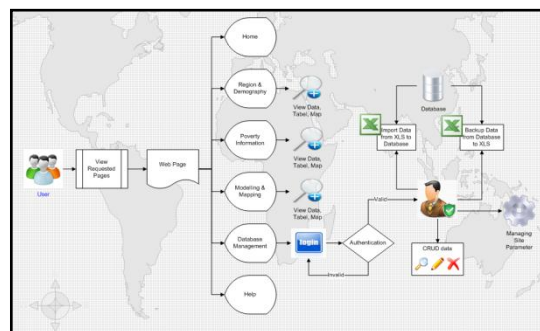 Home
Region &
Demography
View Data,
Tabel, Map
Database
Import Data
from XLS to
Database
Backup Data
from Database
to XLS
Poverty
Information
View Data,
Tabel, Map
User
View
Requested
Pages
Web Page
Modelling &
Mapping
View Data,
Tabel, Map
Valid
Managing
Site
Parameter
Database
Management
login
Authentication
Invalid
CRUD data
Help